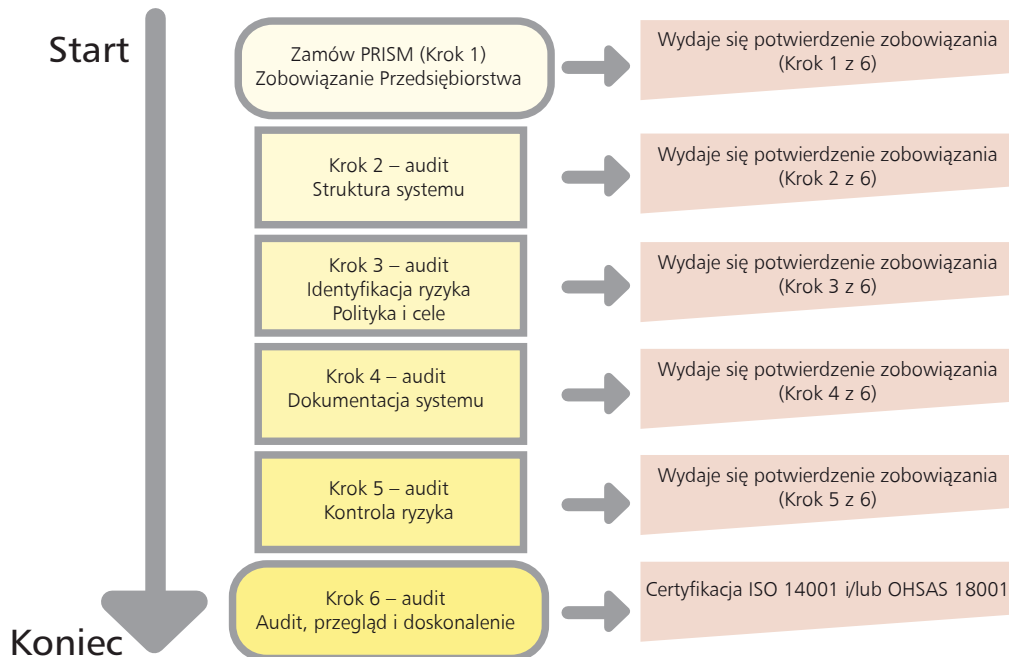 Start
Zamów PRISM (Krok 1)
Zobowiązanie Przedsiębiorstwa
Wydaje się potwierdzenie zobowiązania
(Krok 1 z 6)
Krok 2 – audit
Struktura systemu
Wydaje się potwierdzenie zobowiązania
(Krok 2 z 6)
Krok 3 – audit
Identyfikacja ryzyka
Polityka i cele
Wydaje się potwierdzenie zobowiązania
(Krok 3 z 6)
Krok 4 – audit
Dokumentacja systemu
Wydaje się potwierdzenie zobowiązania
(Krok 4 z 6)
Krok 5 – audit
Kontrola ryzyka
Wydaje się potwierdzenie zobowiązania
(Krok 5 z 6)
Krok 6 – audit
Audit, przegląd i doskonalenie
Certyfikacja ISO 14001 i/lub OHSAS 18001
Koniec